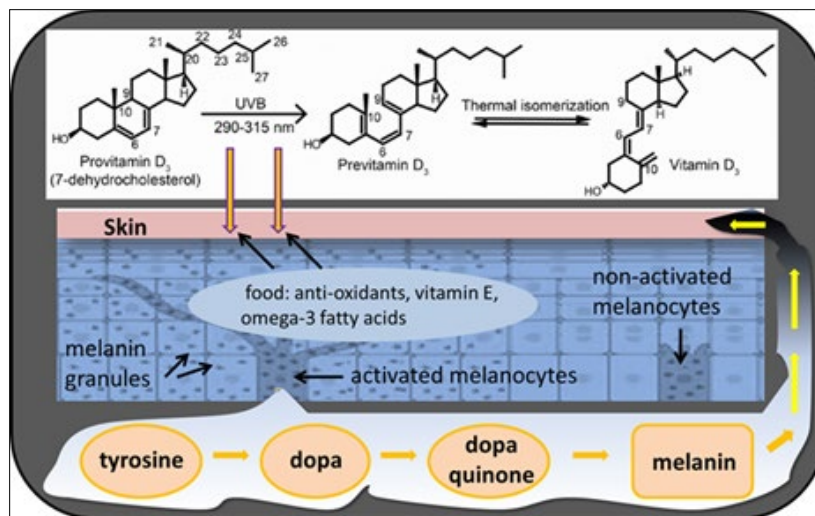 21
22
24
26
20
23
25
27
9
10
H
HO
6
7
Provitamin D3
(7-dehydrocholesterol)
UVB
290-315 nm
10
9
H
HO
7
6
Previtamin D3
Thermal isomerization
H
9
H
7
6
10
HO
Vitamin D3
Skin
food: anti-oxidants, vitamin E,
omega-3 fatty acids
non-activated
melanocytes
melanin
granules
activated melanocytes
tyrosine
dopa
dopa
quinone
melanin